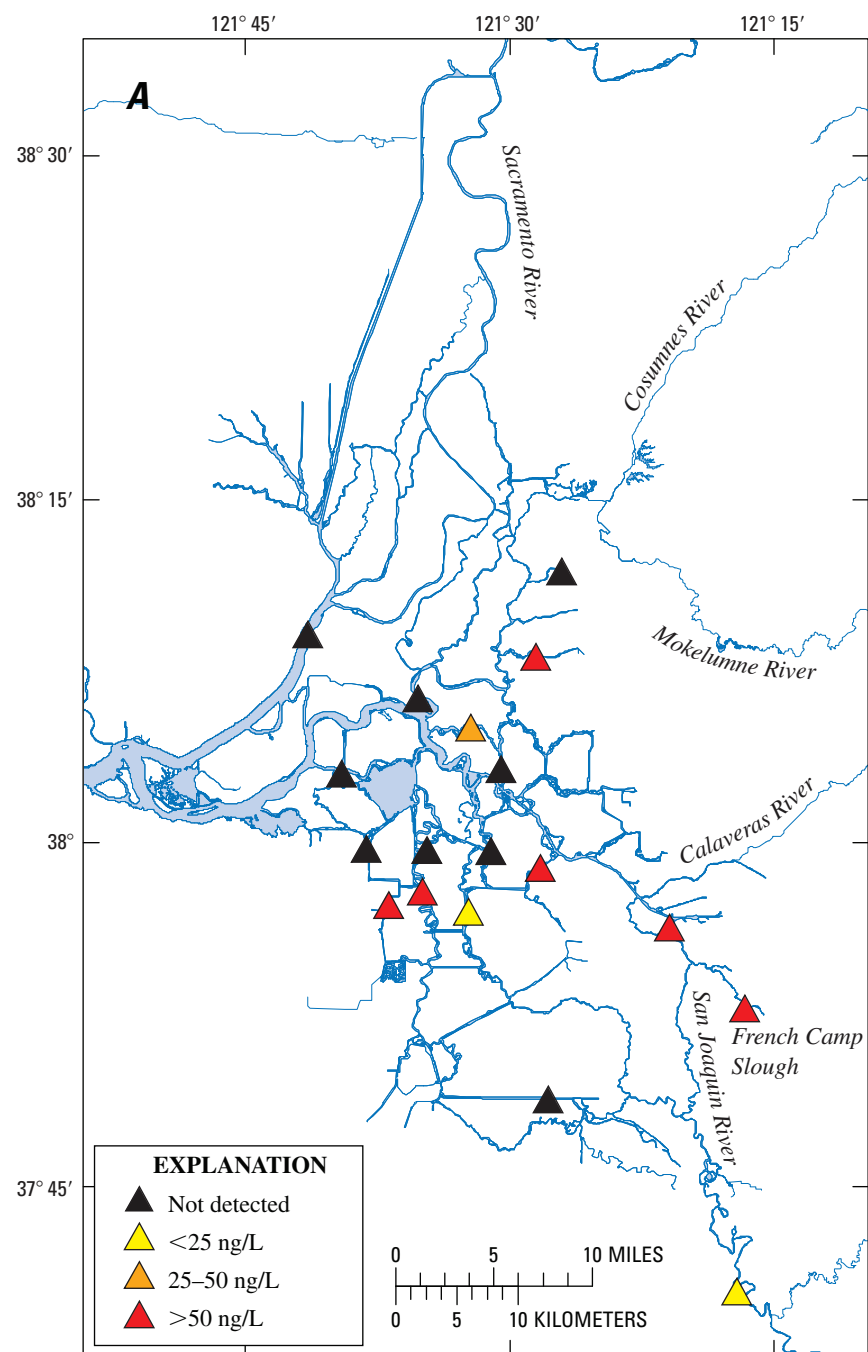 121° 45′
121° 30′
121° 15′
A
38° 30′
Sacramento River
Cosumnes River
38° 15′
Mokelumne River
38°
Calaveras River
San Joaquin River
French Camp
Slough
37° 45′
EXPLANATION
Not detected
<25 ng/L
25–50 ng/L
>50 ng/L
0 5 10 MILES
0 5 10 KILOMETERS